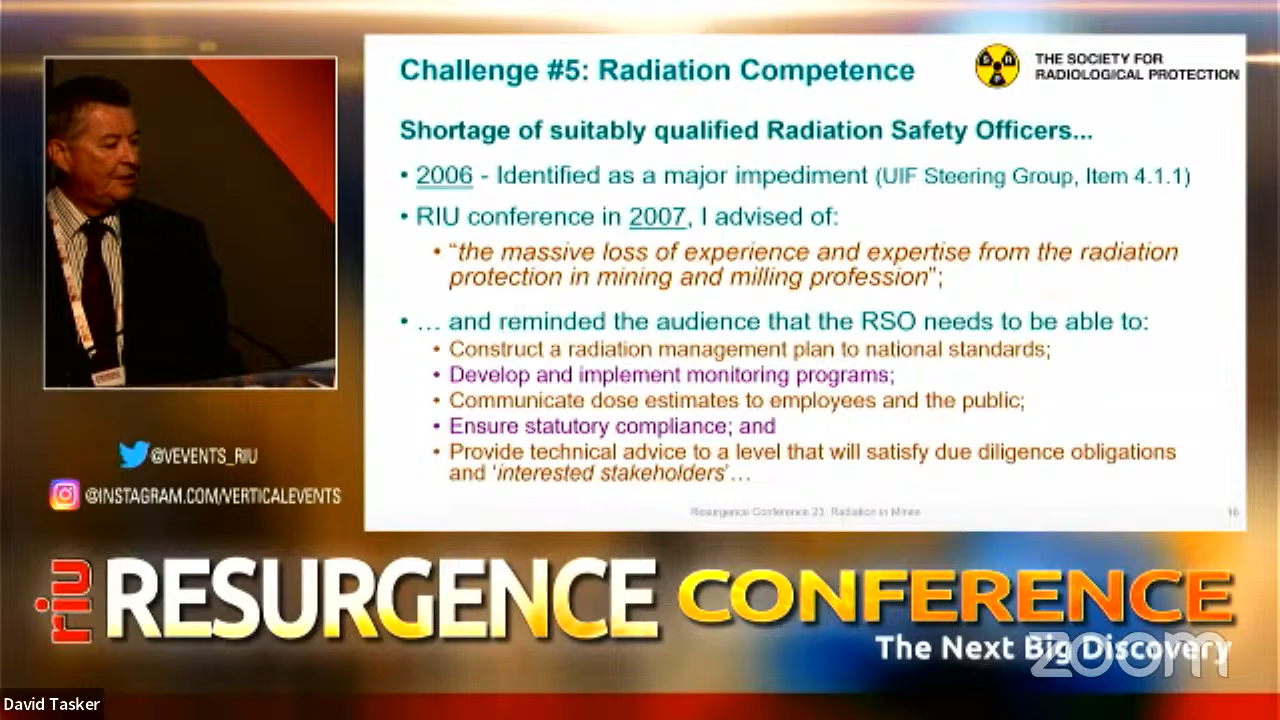 Challenge #5: Radiation Competence
THE SOCIETY FOR
RADIOLOGICAL PROTECTION
Shortage of suitably qualified Radiation Safety Officers...
• 2006 - Identified as a major impediment (UIF Steering Group, Item 4.1.1)
• RIU conference in 2007, I advised of:
• “the massive loss of experience and expertise from the radiation
protection in mining and milling profession”;
• … and reminded the audience that the RSO needs to be able to:
• Construct a radiation management plan to national standards;
• Develop and implement monitoring programs;
• Communicate dose estimates to employees and the public;
• Ensure statutory compliance; and
• Provide technical advice to a level that will satisfy due diligence obligations
and ‘interested stakeholders’…
Resurgence Conference 23: Radiation in Mines
16
@VEVENTS_RIU
@INSTAGRAM.COM/VERTICALEVENTS
riu RESURGENCE CONFERENCE
The Next Big Discovery
zoom
David Tasker